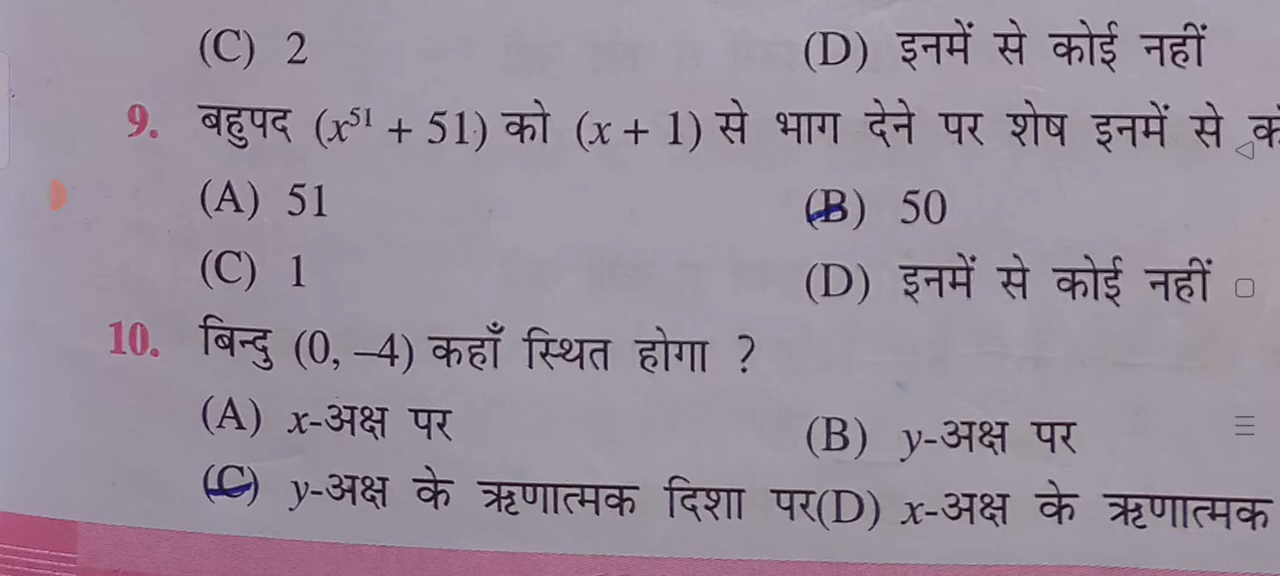 (C) 2 (D) इनमें से कोई नहीं
9. बहुपद (x⁵¹ + 51) को (x + 1) से भाग देने पर शेष इनमें से
(A) 51 (B) 50
(C) 1 (D) इनमें से कोई नहीं
10. बिन्दु (0, –4) कहाँ स्थित होगा ?
(A) x-अक्ष पर (B) y-अक्ष पर
(C) y-अक्ष के ऋणात्मक दिशा पर(D) x-अक्ष के ऋणात्मक